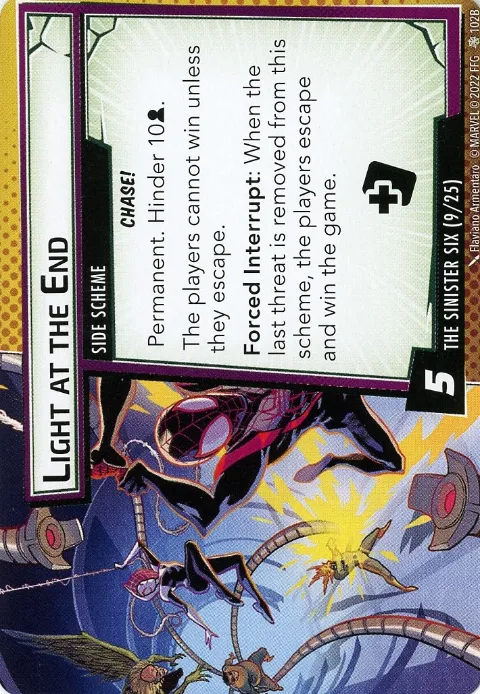 LIGHT AT THE END
SIDE SCHEME
CHASE!
Permanent. Hinder 10.
The players cannot win unless
they escape.
Forced Interrupt: When the
last threat is removed from this
scheme, the players escape
and win the game.
5
THE SINISTER SIX (9/25)
Flaviano Armentaro © MARVEL © 2022 FFG 102B